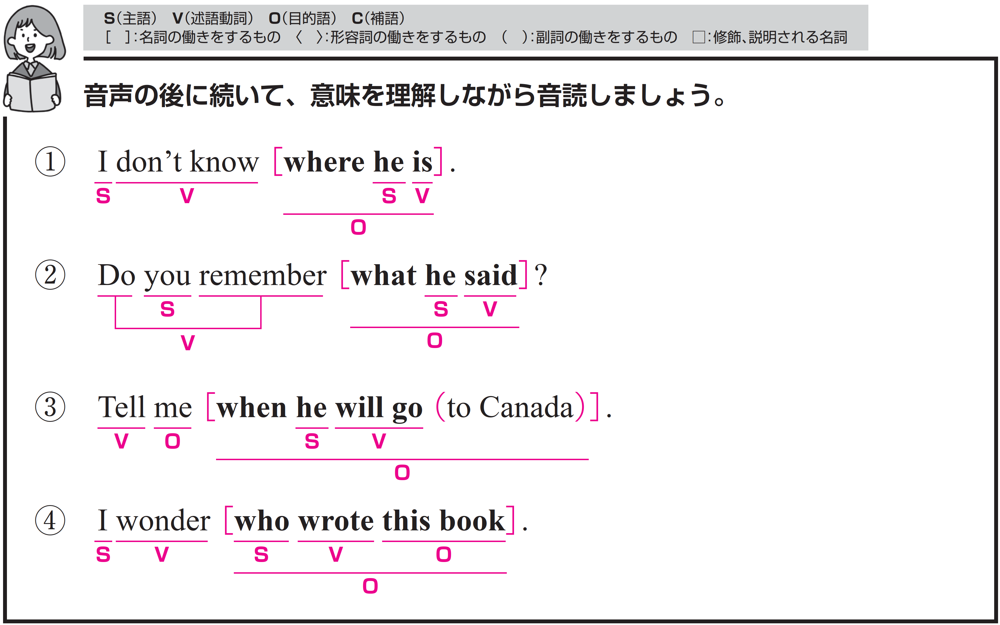 S（主語） V（述語動詞） O（目的語） C（補語）
[ ]：名詞の働きをするもの 〈 〉：形容詞の働きをするもの （ ）：副詞の働きをするもの □：修飾、説明される名詞
音声の後に続いて、意味を理解しながら音読しましょう。
① I don’t know [where he is].
S V S V
O
② Do you remember [what he said]?
S S V
V O
③ Tell me [when he will go (to Canada)].
V O S V
O
④ I wonder [who wrote this book].
S V S V O
O